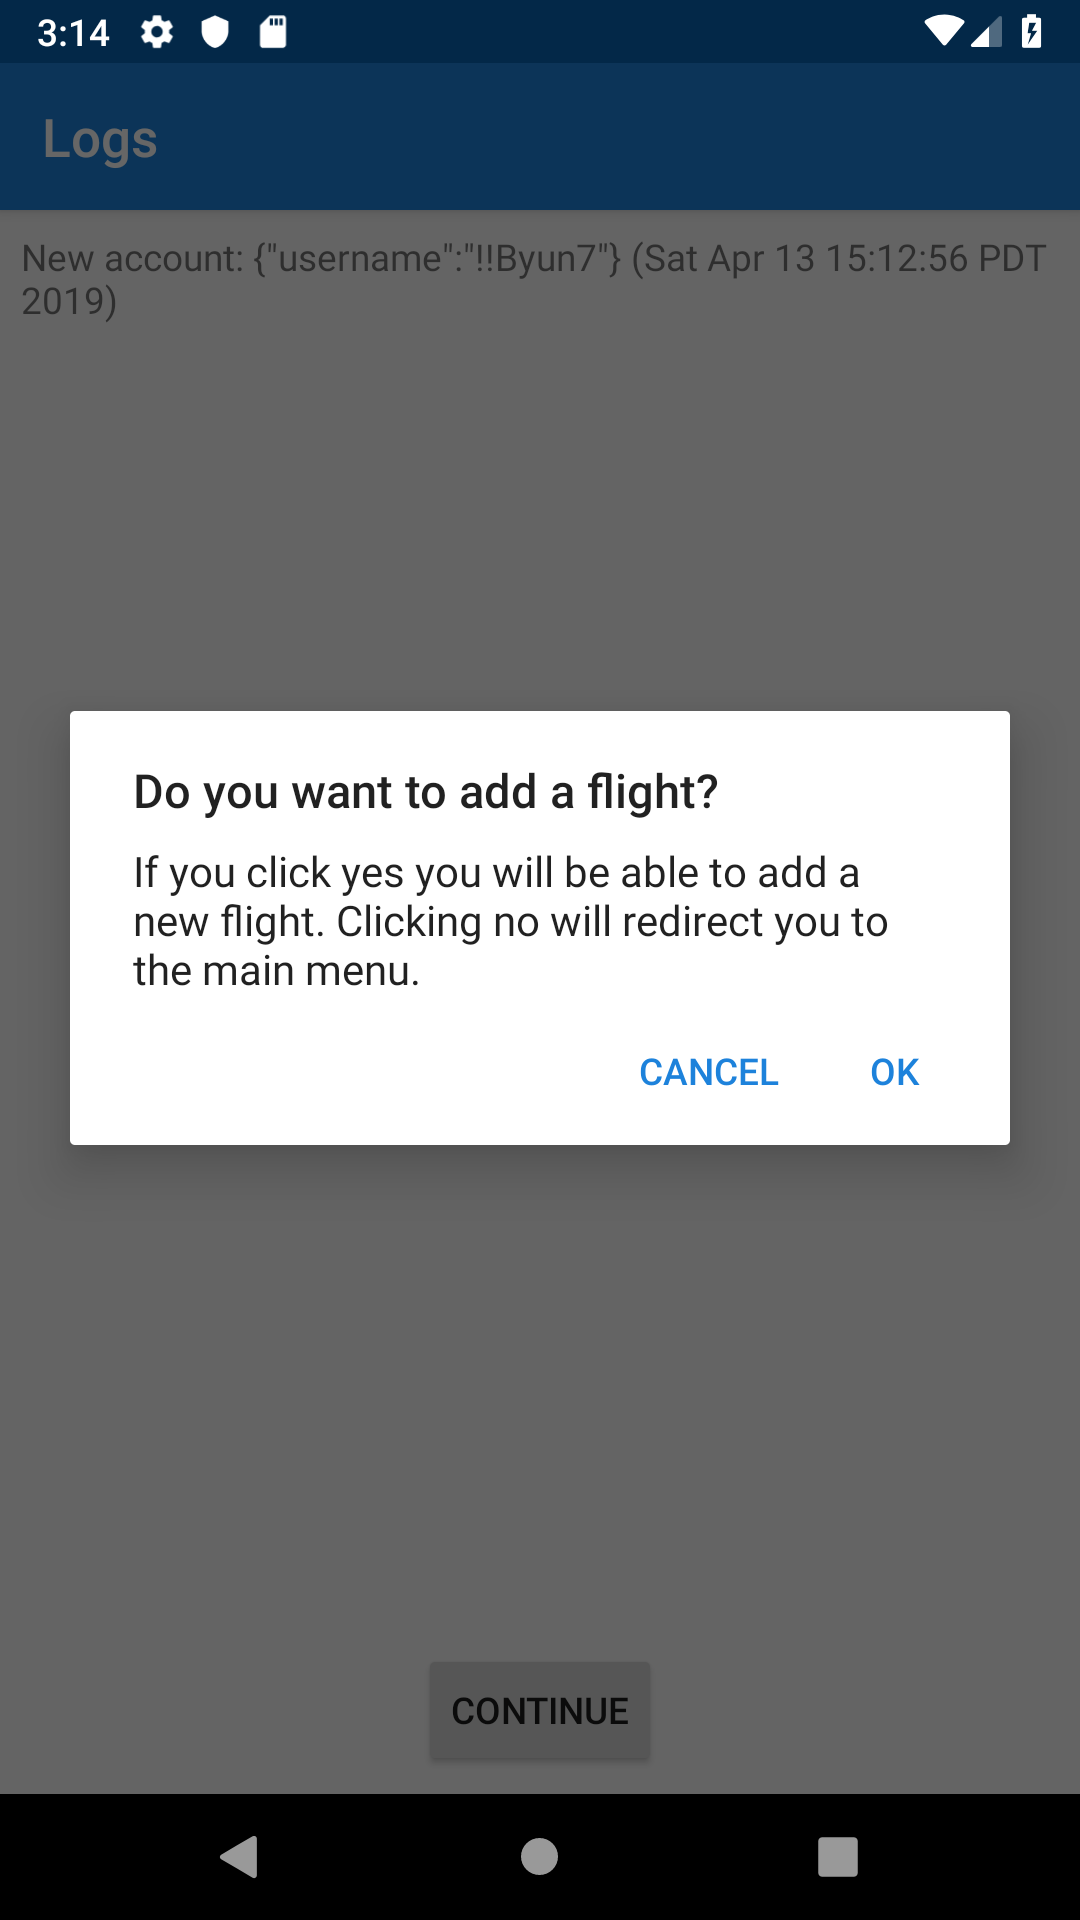 3:14
Logs
New account: {"username":"!!Byun7"} (Sat Apr 13 15:12:56 PDT
2019)
Do you want to add a flight?
If you click yes you will be able to add a
new flight. Clicking no will redirect you to
the main menu.
CANCEL OK
CONTINUE